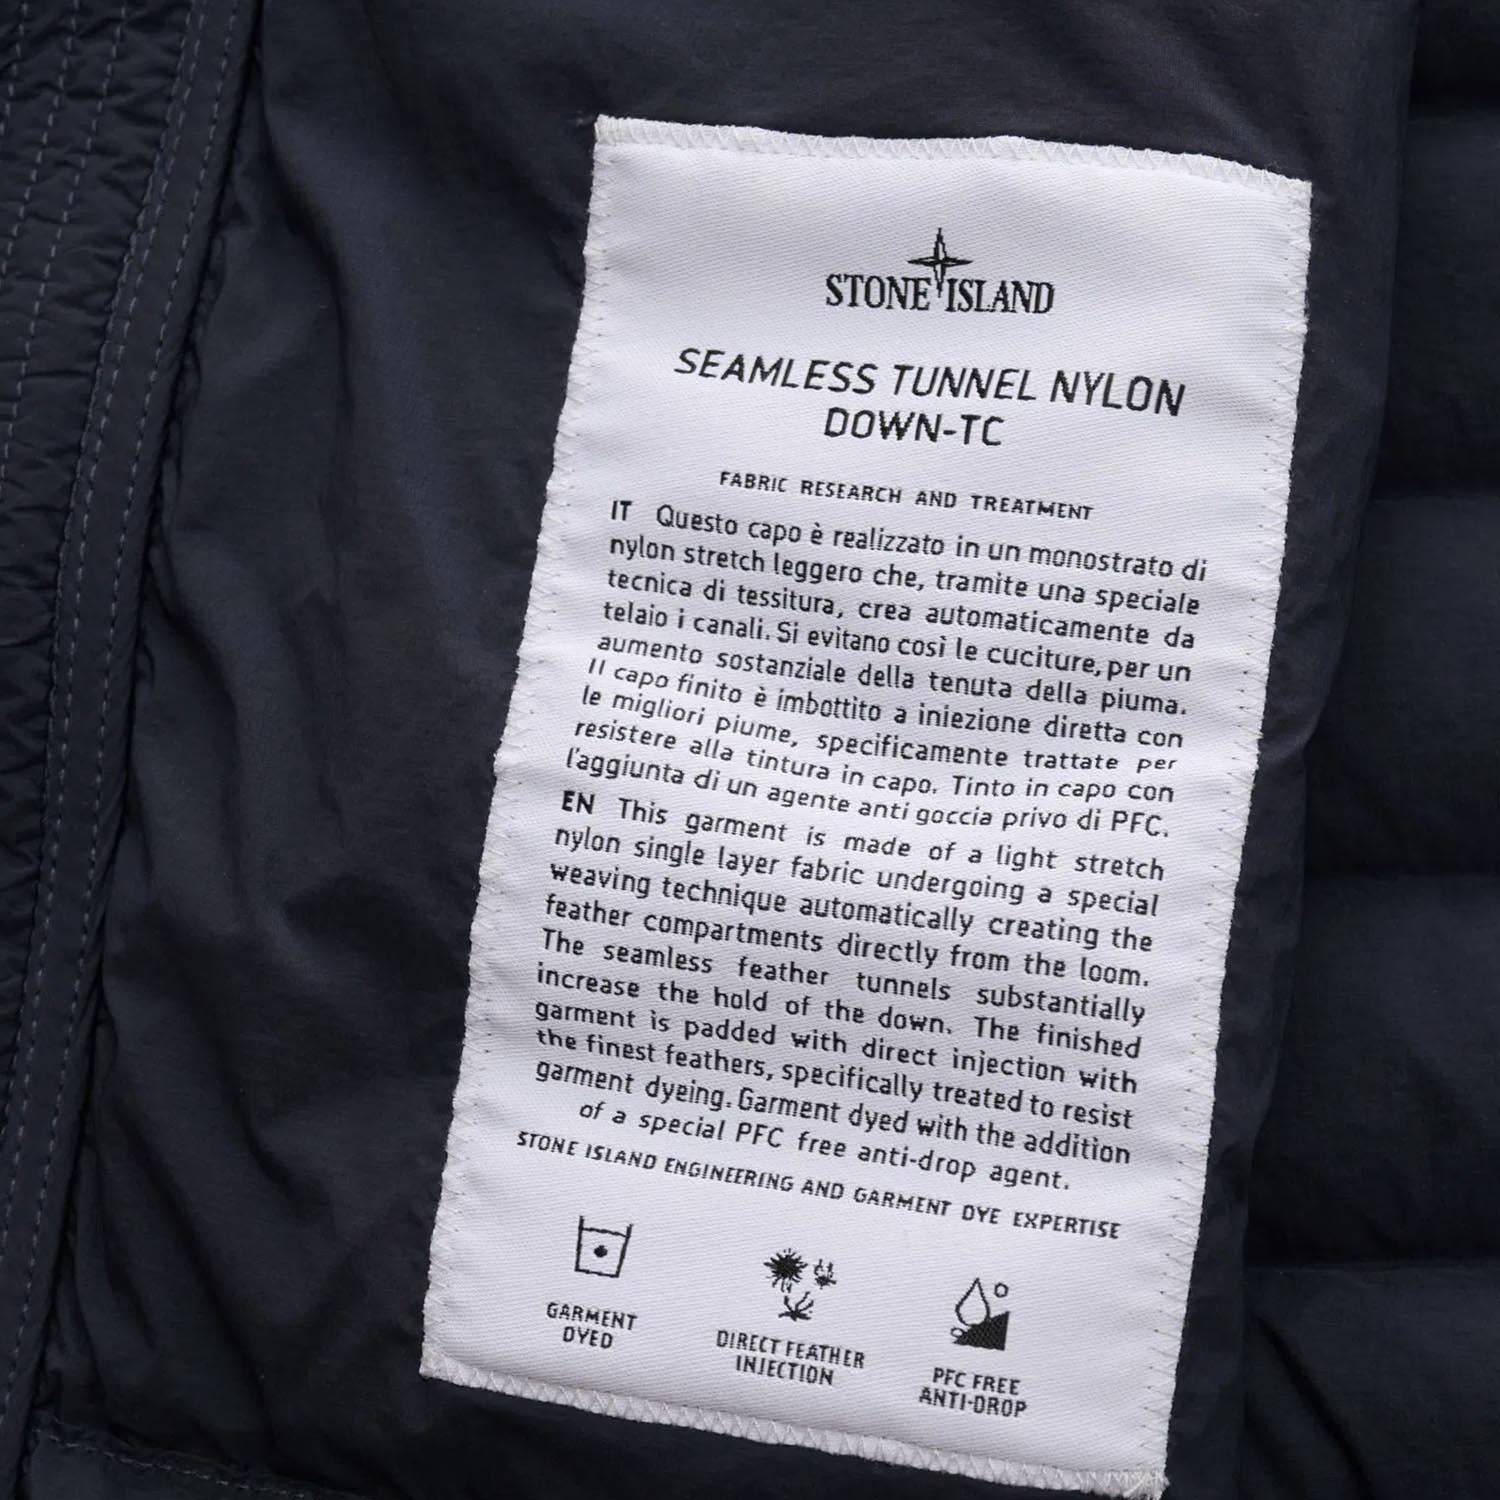 STONE ISLAND
SEAMLESS TUNNEL NYLON
DOWN-TC
FABRIC RESEARCH AND TREATMENT
IT Questo capo è realizzato in un monostrato di
nylon stretch leggero che, tramite una speciale
tecnica di tessitura, crea automaticamente da
telaio i canali. Si evitano così le cuciture, per un
aumento sostanziale della tenuta della piuma.
Il capo finito è imbottito a iniezione diretta con
le migliori piume, specificamente trattate per
resistere alla tintura in capo. Tinto in capo con
l'aggiunta di un agente anti goccia privo di PFC.
EN This garment is made of a light stretch
nylon single layer fabric undergoing a special
weaving technique automatically creating the
feather compartments directly from the loom.
The seamless feather tunnels substantially
increase the hold of the down. The finished
garment is padded with direct injection with
the finest feathers, specifically treated to resist
garment dyeing. Garment dyed with the addition
of a special PFC free anti-drop agent.
STONE ISLAND ENGINEERING AND GARMENT DYE EXPERTISE
GARMENT
DYED
DIRECT FEATHER
INJECTION
PFC FREE
ANTI-DROP